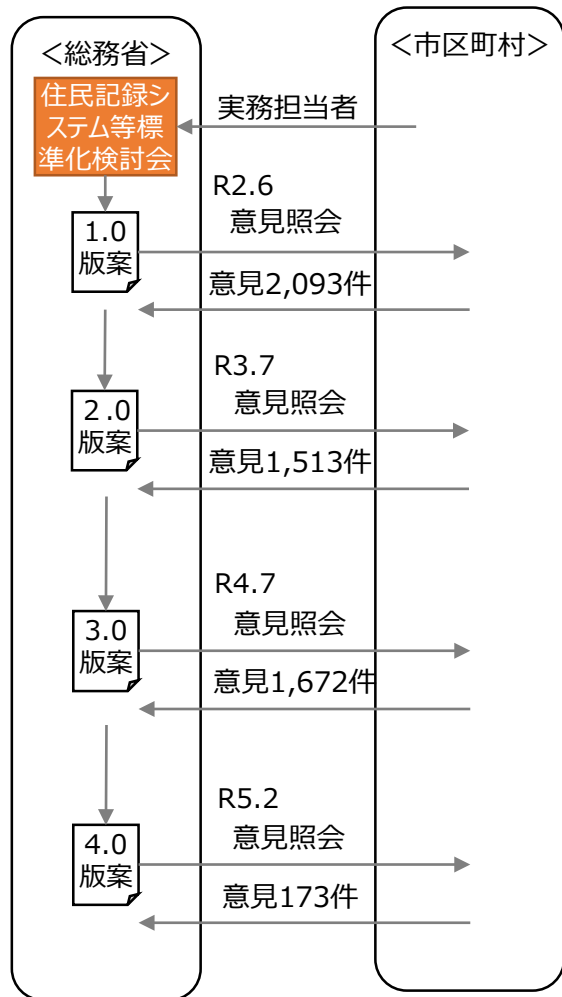 ＜総務省＞
＜市区町村＞
住民記録シ
ステム等標
準化検討会
実務担当者
R2.6
意見照会
1.0
版案
意見2,093件
R3.7
意見照会
２.0
版案
意見1,513件
R4.7
意見照会
3.0
版案
意見1,672件
R5.2
意見照会
4.0
版案
意見173件